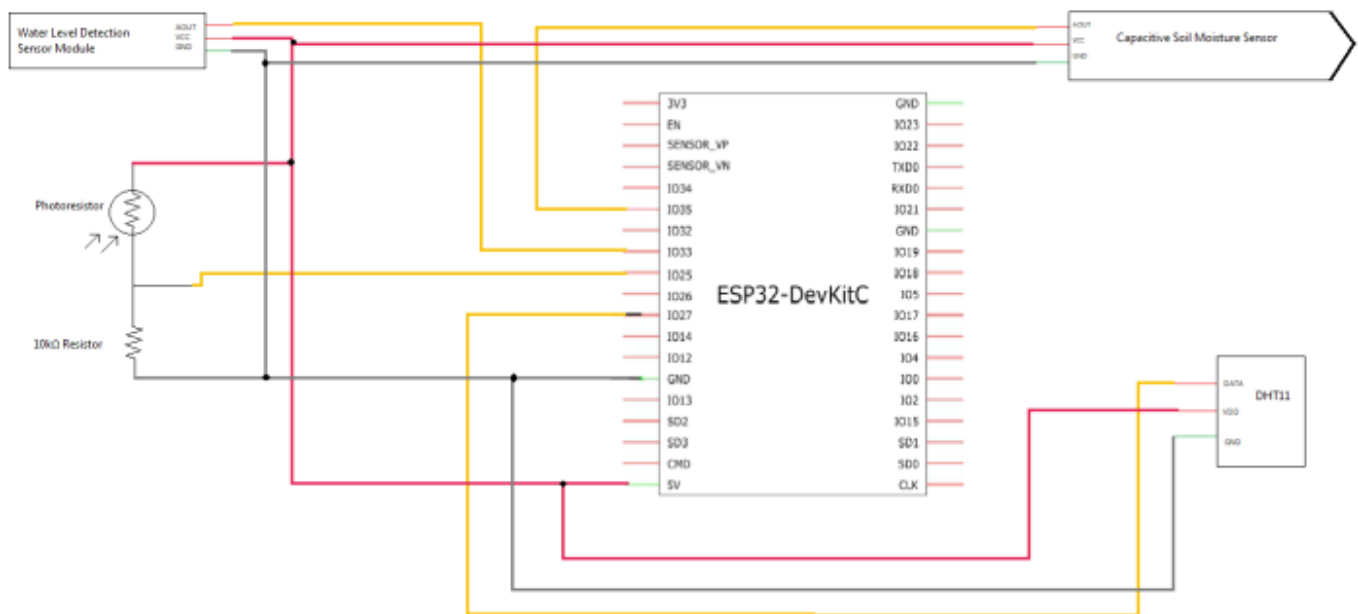 Water Level Detection
Sensor Module
AOUT
VCC
GND
AOUT
VCC
GND
Capacitive Soil Moisture Sensor
Photoresistor
10kΩ Resistor
3V3
EN
SENSOR_VP
SENSOR_VN
IO34
IO35
IO32
IO33
IO25
IO26
IO27
IO14
IO12
GND
IO13
SD2
SD3
CMD
5V
ESP32-DevKitC
GND
IO23
IO22
TXD0
RXD0
IO21
GND
IO19
IO18
IO5
IO17
IO16
IO4
IO0
IO2
IO15
SD1
SD0
CLK
DATA
VDD
GND
DHT11